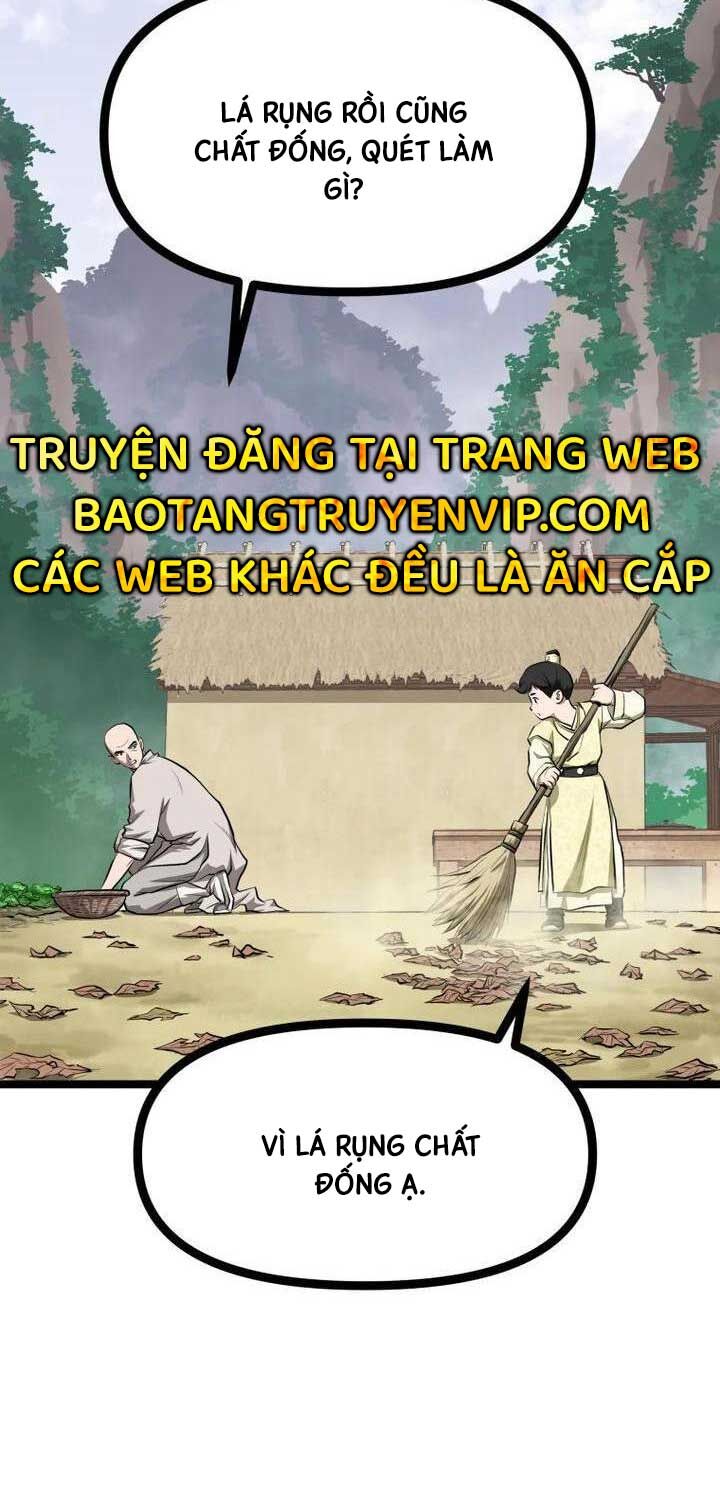 LÁ RỤNG RỒI CŨNG
CHẤT ĐỐNG, QUÉT LÀM
GÌ?
TRUYỆN ĐĂNG TẠI TRANG WEB
BAOTANGTRUYENVIP.COM
CÁC WEB KHÁC ĐỀU LÀ ĂN CẮP
VÌ LÁ RỤNG CHẤT
ĐỐNG Ạ.